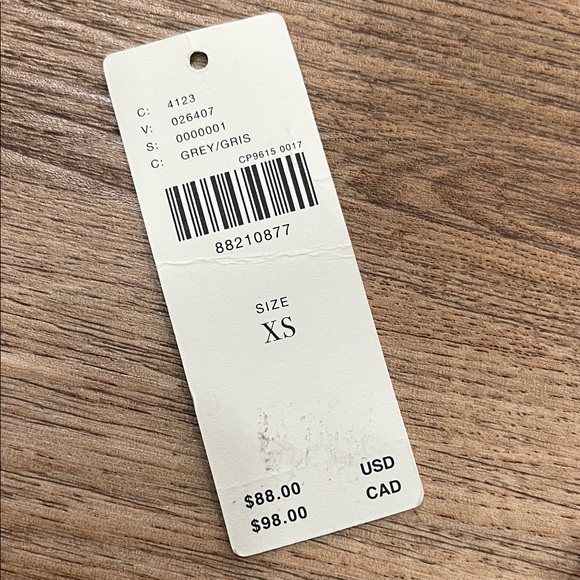 C: 4123
V: 026407
S: 0000001
C: GREY/GRIS
CP9615 0017
88210877
SIZE
XS
$88.00 USD
$98.00 CAD